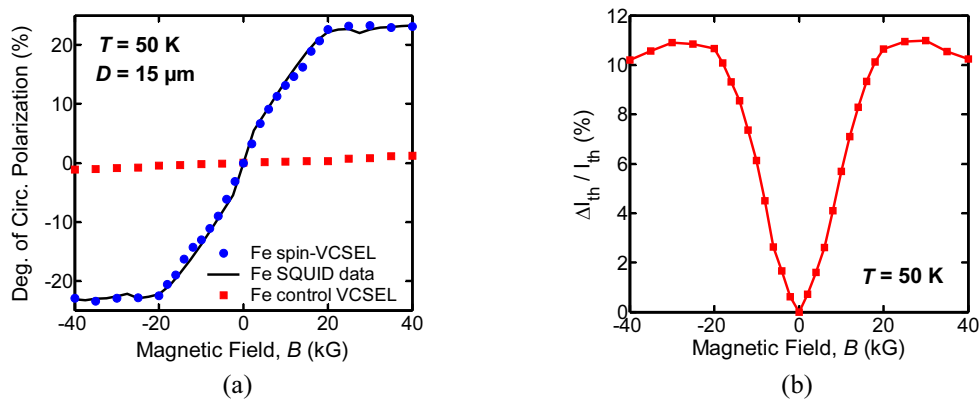 Deg. of Circ. Polarization (%)
20
10
0
-10
-20
T = 50 K
D = 15 µm
Fe spin-VCSEL
Fe SQUID data
Fe control VCSEL
-40 -20 0 20 40
Magnetic Field, B (kG)
(a)
ΔI_th / I_th (%)
12
10
8
6
4
2
0
T = 50 K
-40 -20 0 20 40
Magnetic Field, B (kG)
(b)